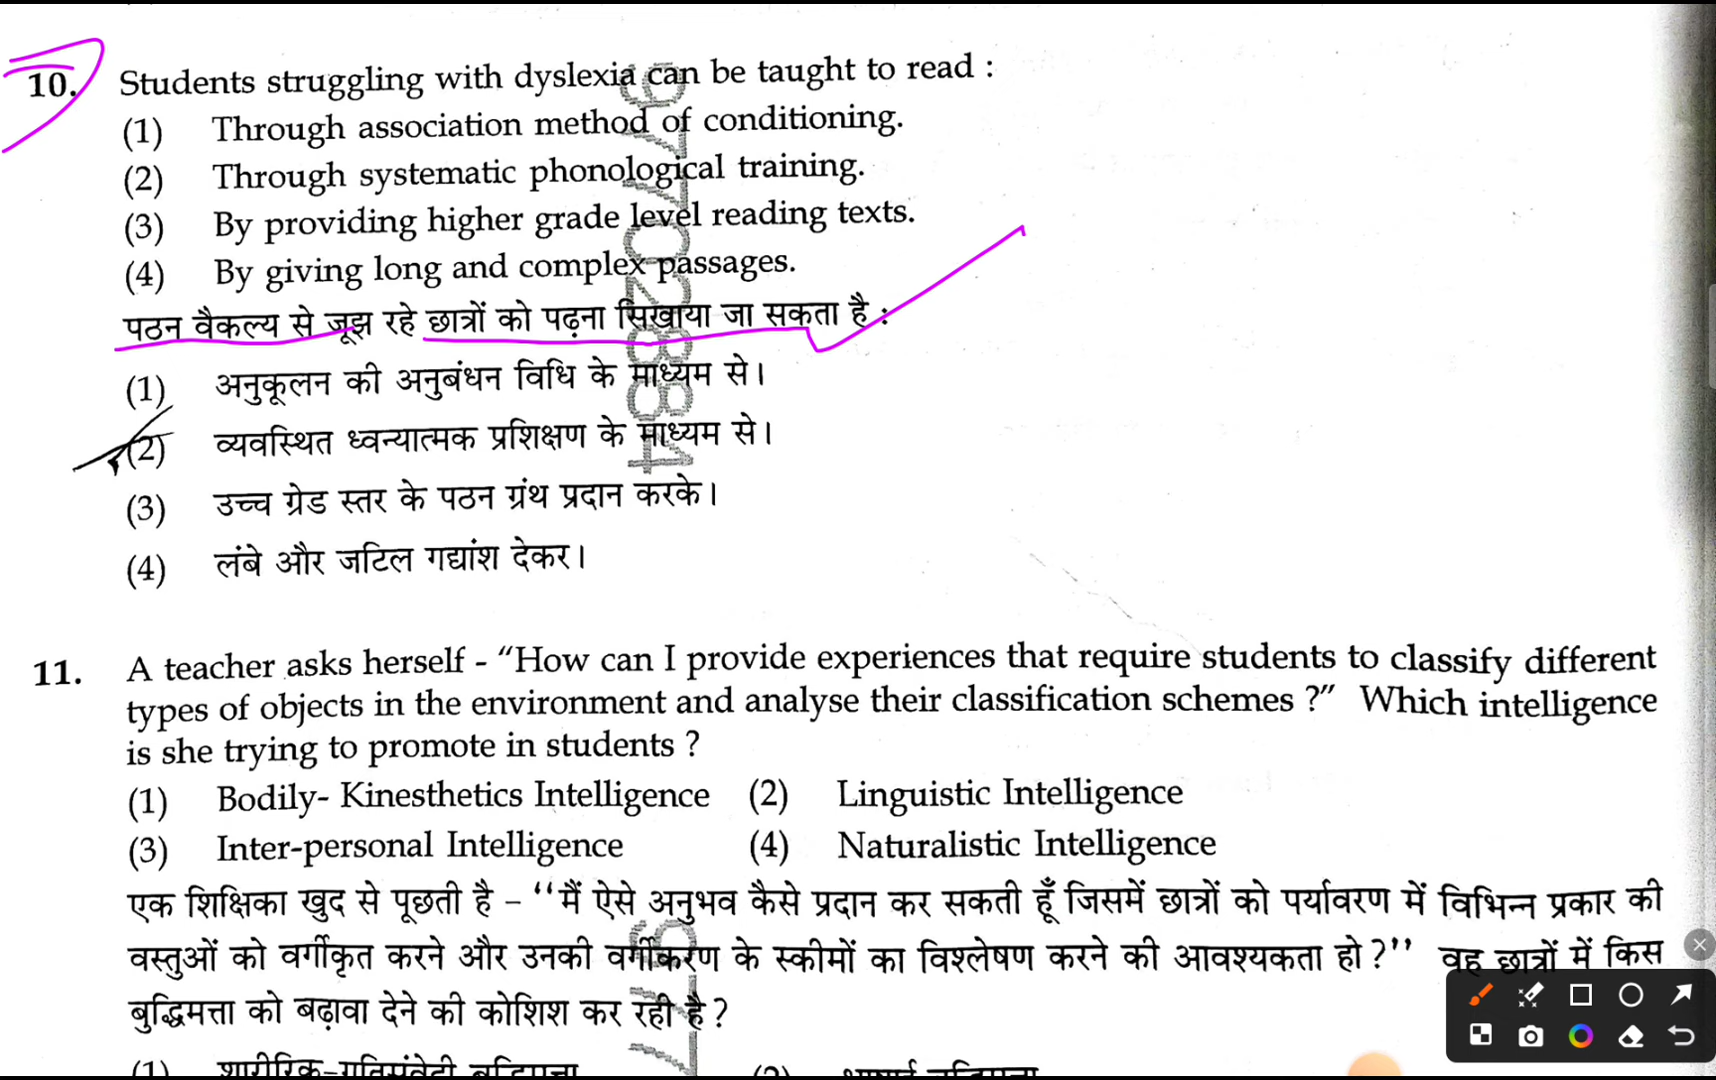 10. Students struggling with dyslexia can be taught to read :
(1) Through association method of conditioning.
(2) Through systematic phonological training.
(3) By providing higher grade level reading texts.
(4) By giving long and complex passages.
पठन वैकल्य से जूझ रहे छात्रों को पढ़ना सिखाया जा सकता है :
(1) अनुकूलन की अनुबंधन विधि के माध्यम से।
(2) व्यवस्थित ध्वन्यात्मक प्रशिक्षण के माध्यम से।
(3) उच्च ग्रेड स्तर के पठन ग्रंथ प्रदान करके।
(4) लंबे और जटिल गद्यांश देकर।
11. A teacher asks herself - “How can I provide experiences that require students to classify different
types of objects in the environment and analyse their classification schemes ?” Which intelligence
is she trying to promote in students ?
(1) Bodily- Kinesthetics Intelligence (2) Linguistic Intelligence
(3) Inter-personal Intelligence (4) Naturalistic Intelligence
एक शिक्षिका खुद से पूछती है - ‘‘मैं ऐसे अनुभव कैसे प्रदान कर सकती हूँ जिसमें छात्रों को पर्यावरण में विभिन्न प्रकार की
वस्तुओं को वर्गीकृत करने और उनकी वर्गीकरण के स्कीमों का विश्लेषण करने की आवश्यकता हो?’’ वह छात्रों में किस
बुद्धिमत्ता को बढ़ावा देने की कोशिश कर रही है?
(1) शारीरिक-गतिसंवेदी बुद्धिमत्ता (2) भाषाई बुद्धिमत्ता